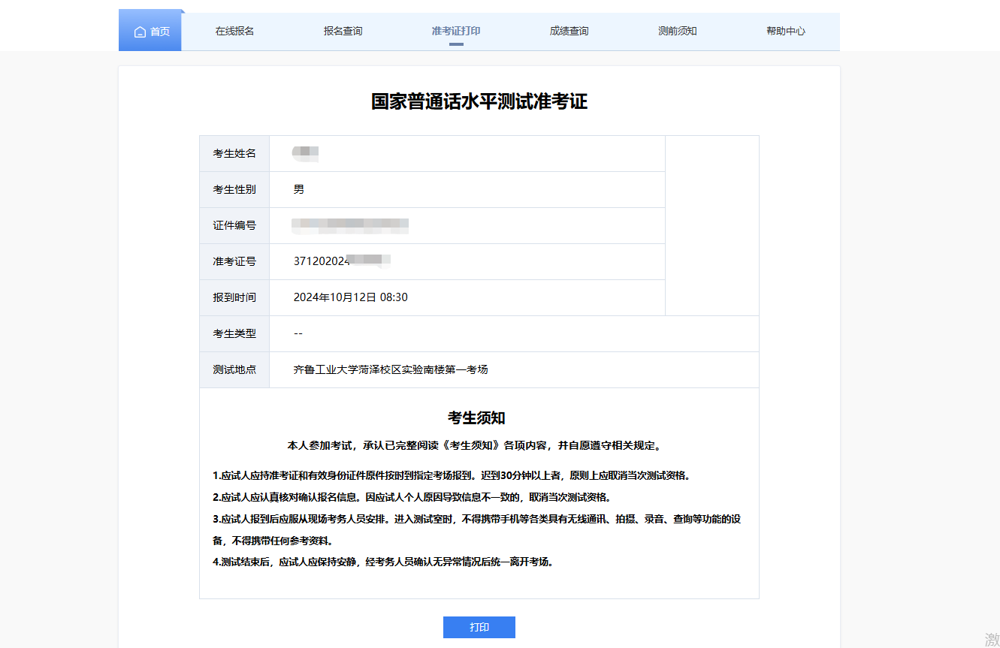 首页 在线报名 报名查询 准考证打印 成绩查询 测前须知 帮助中心
国家普通话水平测试准考证
考生姓名
考生性别 男
证件编号
准考证号 371202024
报到时间 2024年10月12日 08:30
考生类型 --
测试地点 齐鲁工业大学菏泽校区实验南楼第一考场
考生须知
本人参加考试，承认已完整阅读《考生须知》各项内容，并自愿遵守相关规定。
1.应试人应持准考证和有效身份证件原件按时到指定考场报到。迟到30分钟以上者，原则上应取消当次测试资格。
2.应试人应认真核对确认报名信息。因应试人个人原因导致信息不一致的，取消当次测试资格。
3.应试人报到后应服从现场考务人员安排。进入测试室时，不得携带手机等各类具有无线通讯、拍摄、录音、查询等功能的设
备，不得携带任何参考资料。
4.测试结束后，应试人应保持安静，经考务人员确认无异常情况后统一离开考场。
打印
激